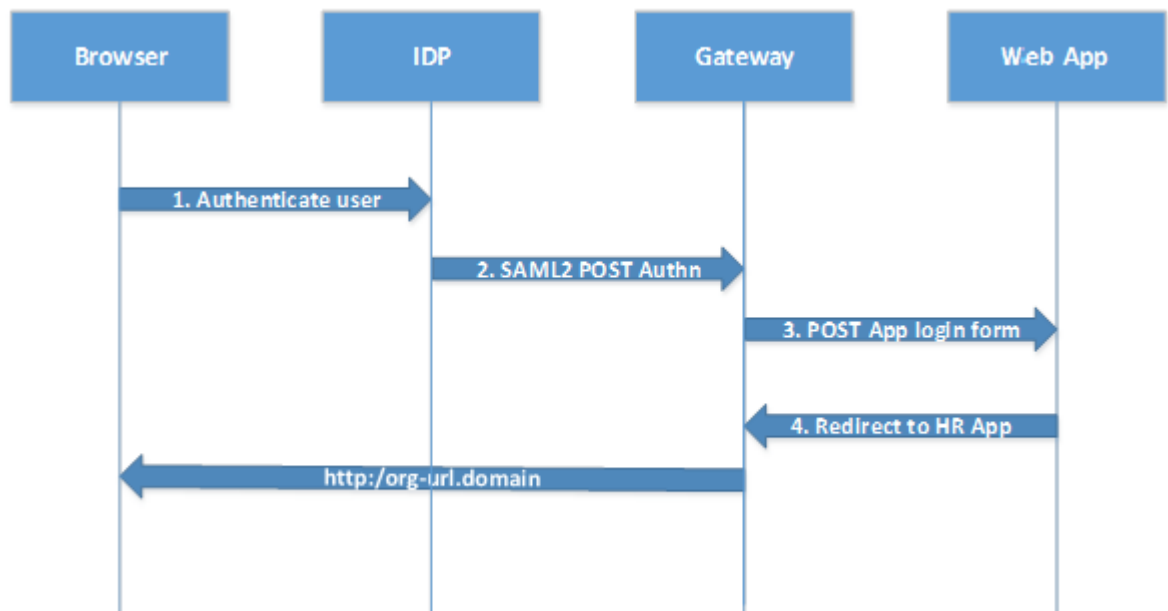 Browser
IDP
Gateway
Web App
1. Authenticate user
2. SAML2 POST Authn
3. POST App login form
4. Redirect to HR App
http:/org-url.domain